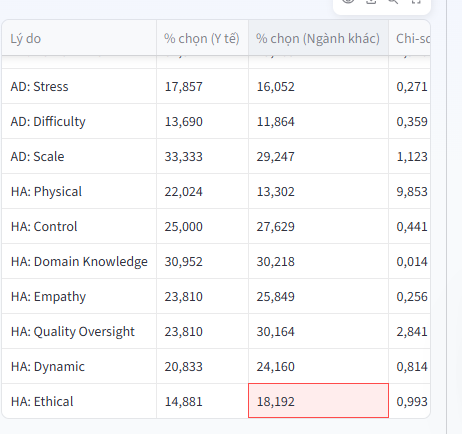 Lý do % chọn (Y tế) % chọn (Ngành khác)
AD: Stress 17,857 16,052 0,271
AD: Difficulty 13,690 11,864 0,359
AD: Scale 33,333 29,247 1,123
HA: Physical 22,024 13,302 9,853
HA: Control 25,000 27,629 0,441
HA: Domain Knowledge 30,952 30,218 0,014
HA: Empathy 23,810 25,849 0,256
HA: Quality Oversight 23,810 30,164 2,841
HA: Dynamic 20,833 24,160 0,814
HA: Ethical 14,881 18,192 0,993